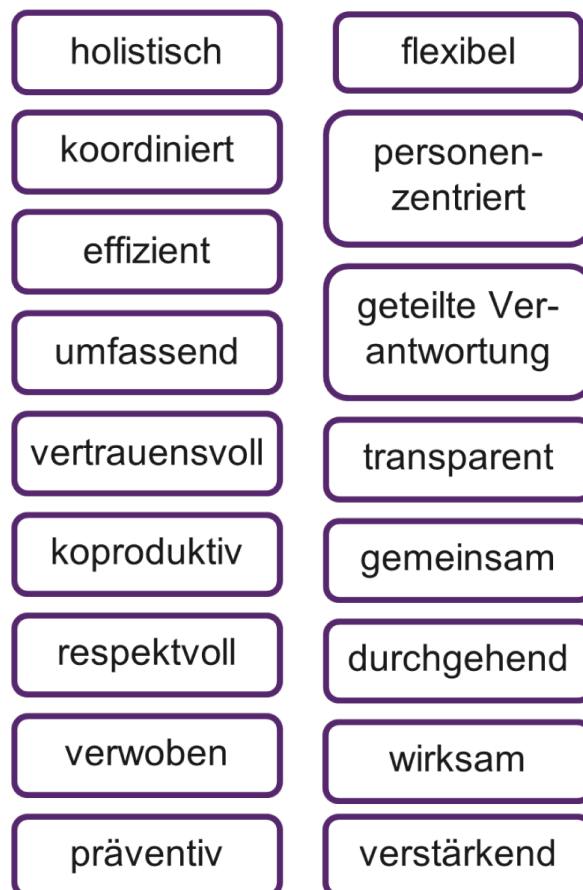 holistisch
koordiniert
effizient
umfassend
vertrauensvoll
koproduktiv
respektvoll
verwoben
präventiv
flexibel
personen-
zentriert
geteilte Ver-
antwortung
transparent
gemeinsam
durchgehend
wirksam
verstärkend